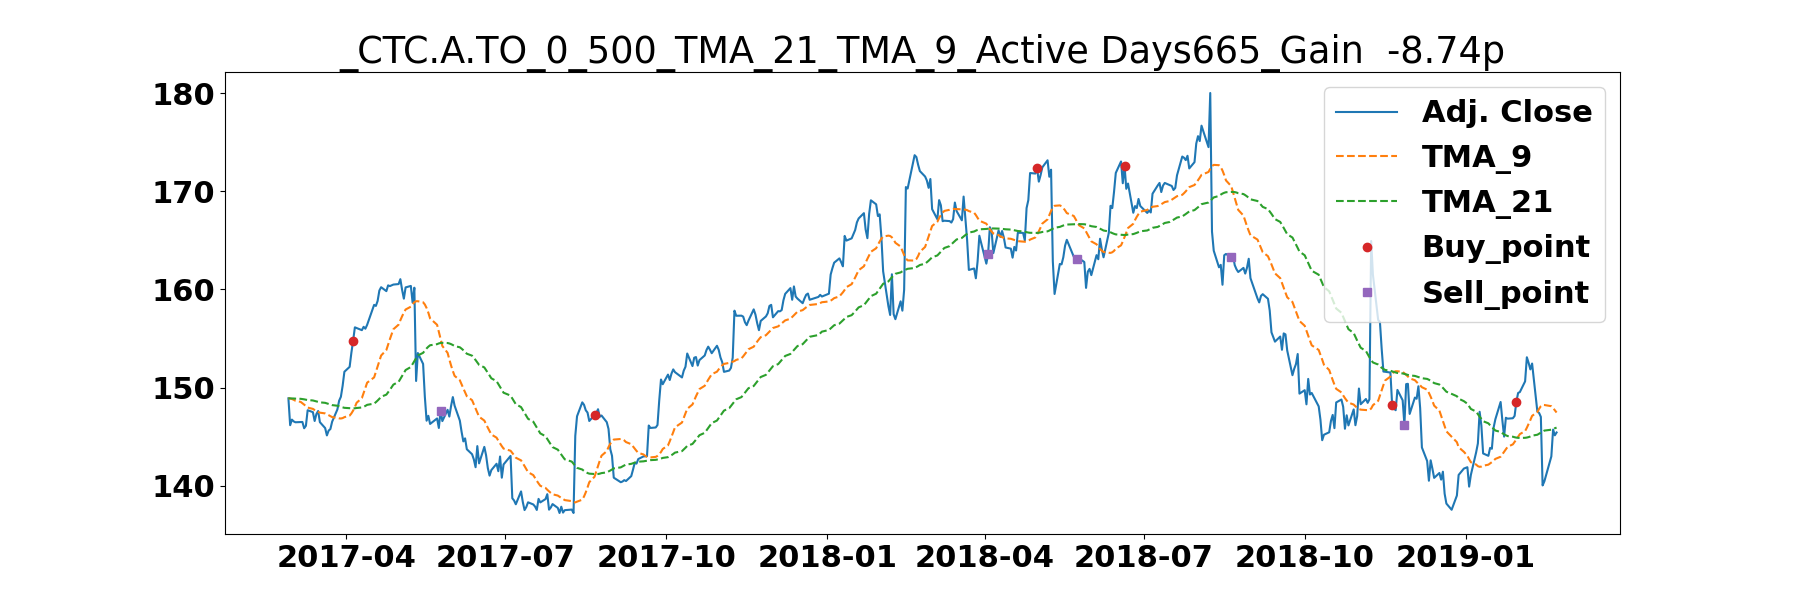 _CTC.A.TO_0_500_TMA_21_TMA_9_Active Days665_Gain  -8.74p
180
170
160
150
140
Adj. Close
TMA_9
TMA_21
Buy_point
Sell_point
2017-04 2017-07 2017-10 2018-01 2018-04 2018-07 2018-10 2019-01